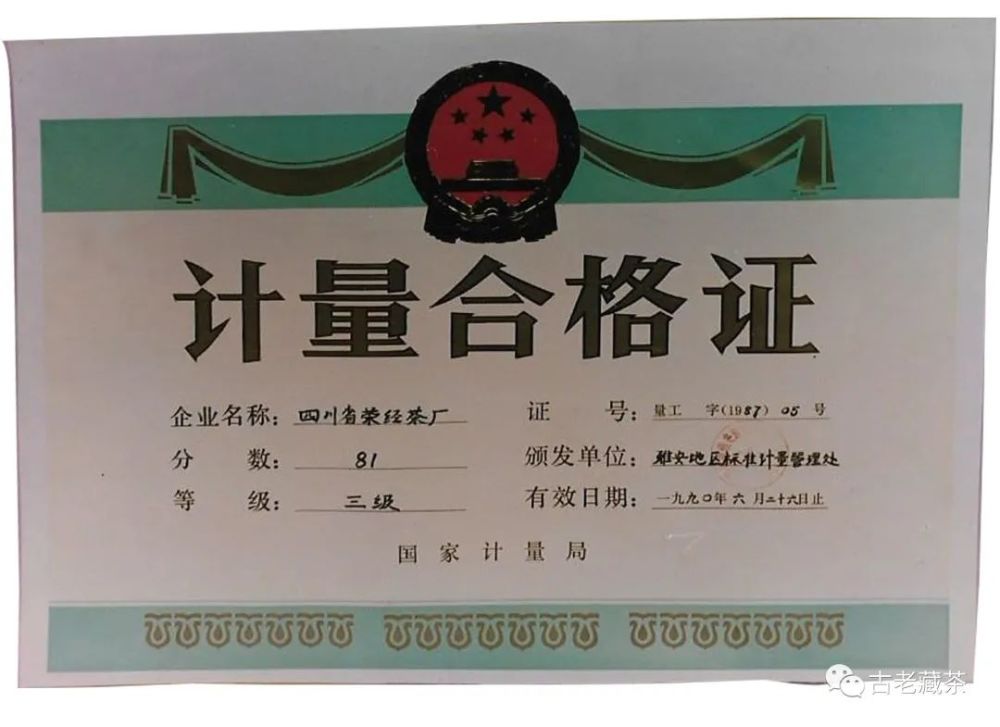 计量合格证
企业名称：四川省荥经茶厂
证 号：量工 字(1987) 05 号
分 数：81
颁发单位：雅安地区标准计量管理处
等 级：三级
有效日期：一九九〇年六月二十六日止
国家计量局
古老藏茶